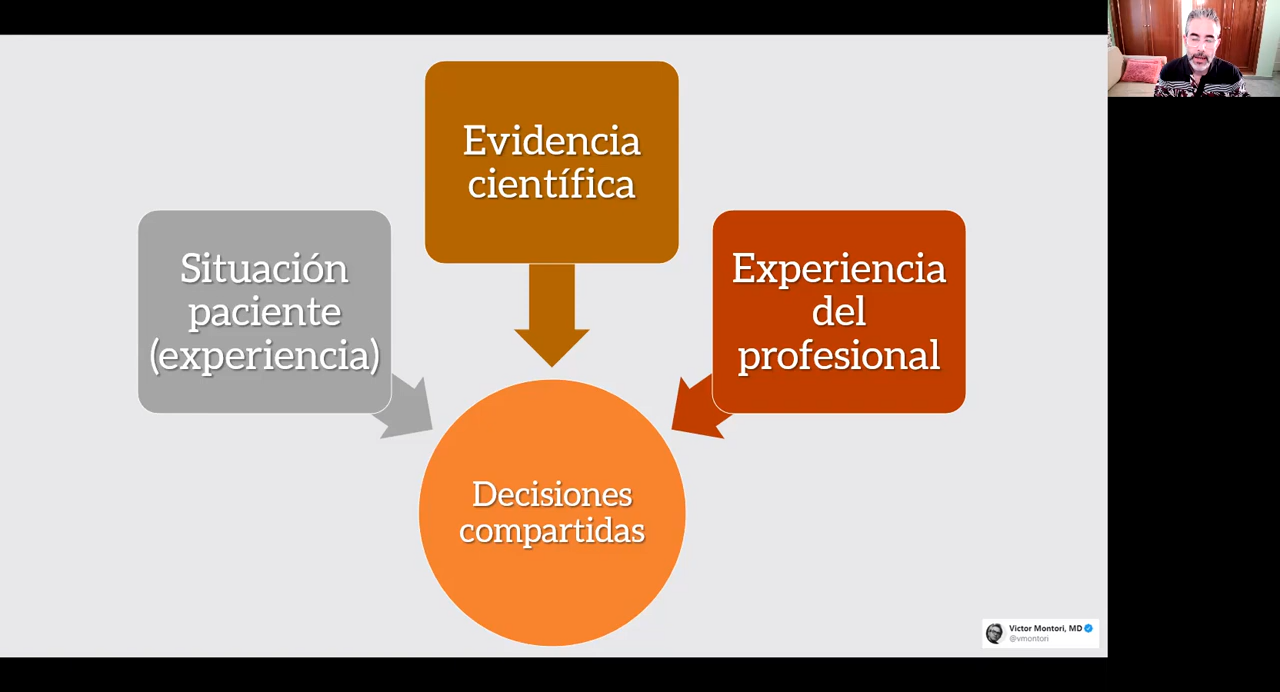 Evidencia
científica
Situación
paciente
(experiencia)
Experiencia
del
profesional
Decisiones
compartidas
Victor Montori, MD
@vmontori